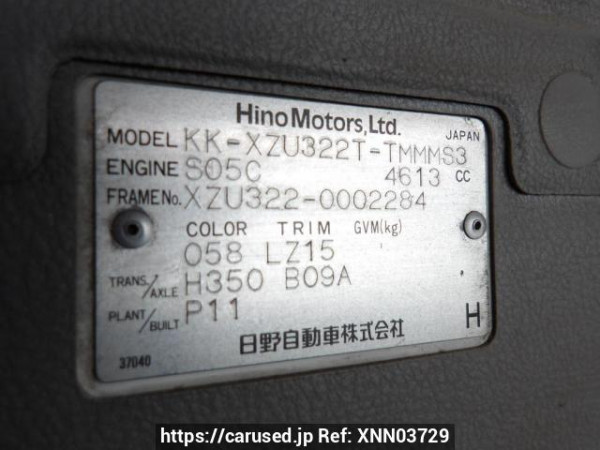 Hino Motors, Ltd.
JAPAN
MODEL KK-XZU322T-TMMMS3
ENGINE S05C 4613 CC
FRAME No. XZU322-0002284
COLOR TRIM GVM(kg)
058 LZ15
TRANS./AXLE H350 B09A
PLANT/BUILT P11
H
日野自動車株式会社
37040
https://carused.jp Ref: XNN03729